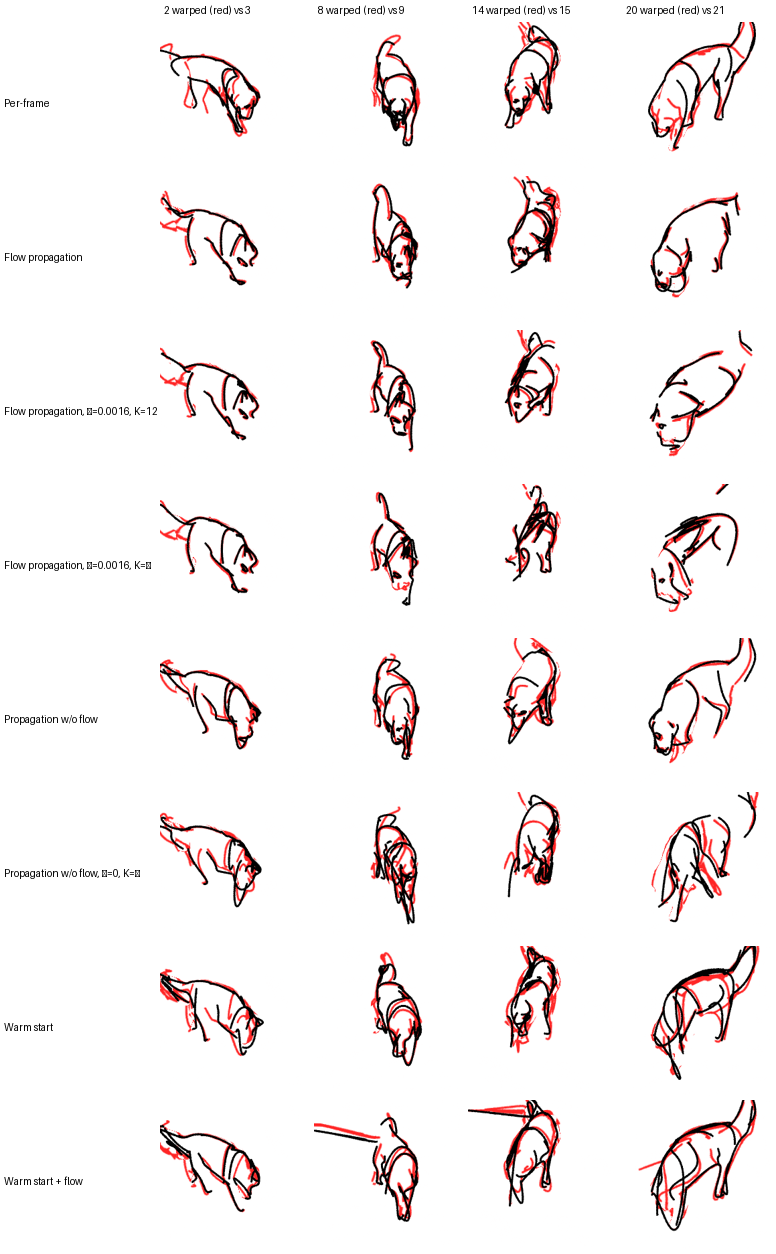 2 warped (red) vs 3 8 warped (red) vs 9 14 warped (red) vs 15 20 warped (red) vs 21
Per-frame
Flow propagation
Flow propagation, =0.0016, K=12
Flow propagation, =0.0016, K=
Propagation w/o flow
Propagation w/o flow, =0, K=
Warm start
Warm start + flow